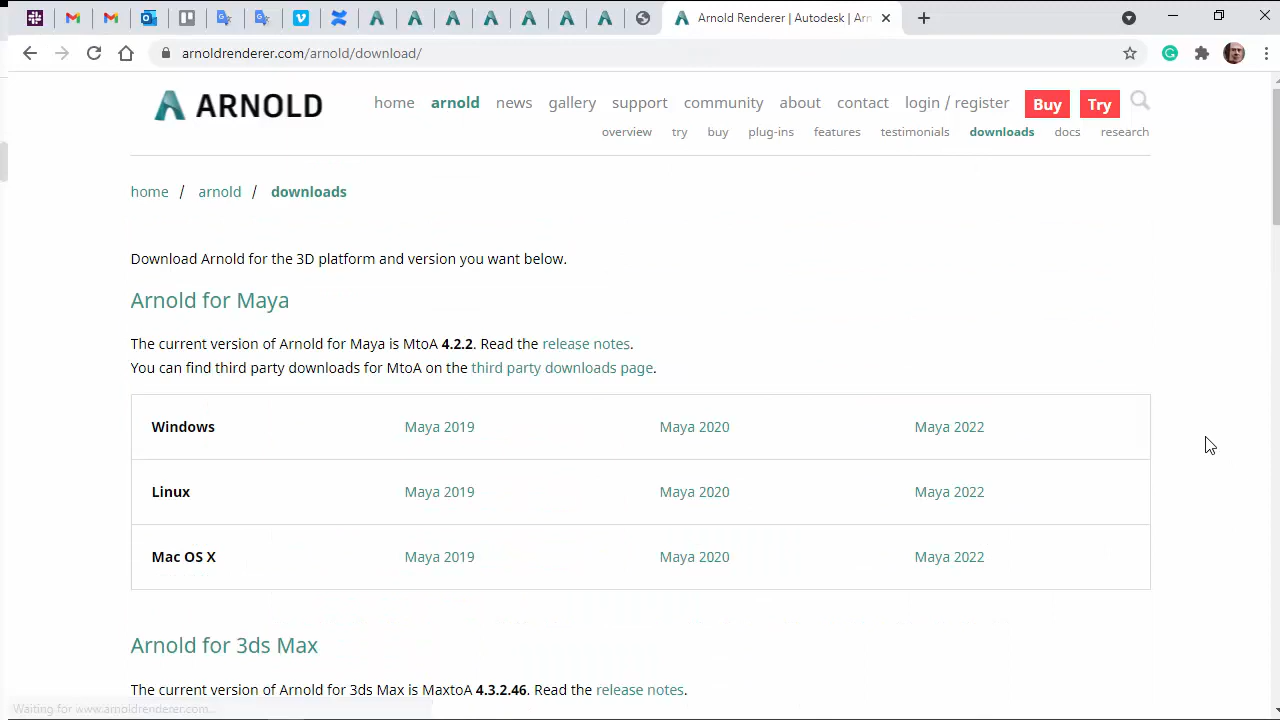 Arnold Renderer | Autodesk | Arn
arnoldrenderer.com/arnold/download/
ARNOLD
home arnold news gallery support community about contact login / register Buy Try
overview try buy plug-ins features testimonials downloads docs research
home / arnold / downloads
Download Arnold for the 3D platform and version you want below.
Arnold for Maya
The current version of Arnold for Maya is MtoA 4.2.2. Read the release notes.
You can find third party downloads for MtoA on the third party downloads page.
Windows Maya 2019 Maya 2020 Maya 2022
Linux Maya 2019 Maya 2020 Maya 2022
Mac OS X Maya 2019 Maya 2020 Maya 2022
Arnold for 3ds Max
The current version of Arnold for 3ds Max is MaxtoA 4.3.2.46. Read the release notes.
Waiting for www.arnoldrenderer.com...